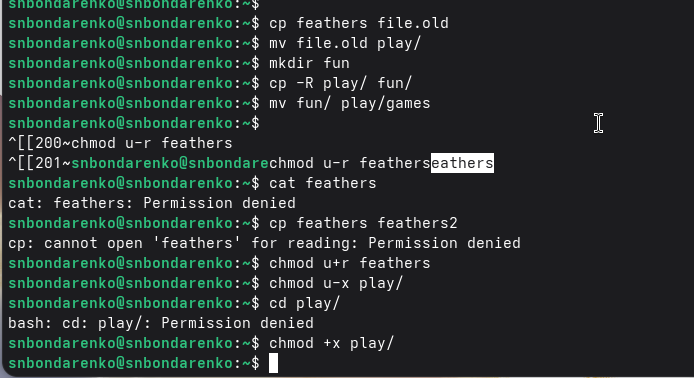 snbondarenko@snbondarenko:~$
snbondarenko@snbondarenko:~$ cp feathers file.old
snbondarenko@snbondarenko:~$ mv file.old play/
snbondarenko@snbondarenko:~$ mkdir fun
snbondarenko@snbondarenko:~$ cp -R play/ fun/
snbondarenko@snbondarenko:~$ mv fun/ play/games
snbondarenko@snbondarenko:~$
^[[200~chmod u-r feathers
^[[201~snbondarenko@snbondarechmod u-r featherseathers
snbondarenko@snbondarenko:~$ cat feathers
cat: feathers: Permission denied
snbondarenko@snbondarenko:~$ cp feathers feathers2
cp: cannot open 'feathers' for reading: Permission denied
snbondarenko@snbondarenko:~$ chmod u+r feathers
snbondarenko@snbondarenko:~$ chmod u-x play/
snbondarenko@snbondarenko:~$ cd play/
bash: cd: play/: Permission denied
snbondarenko@snbondarenko:~$ chmod +x play/
snbondarenko@snbondarenko:~$